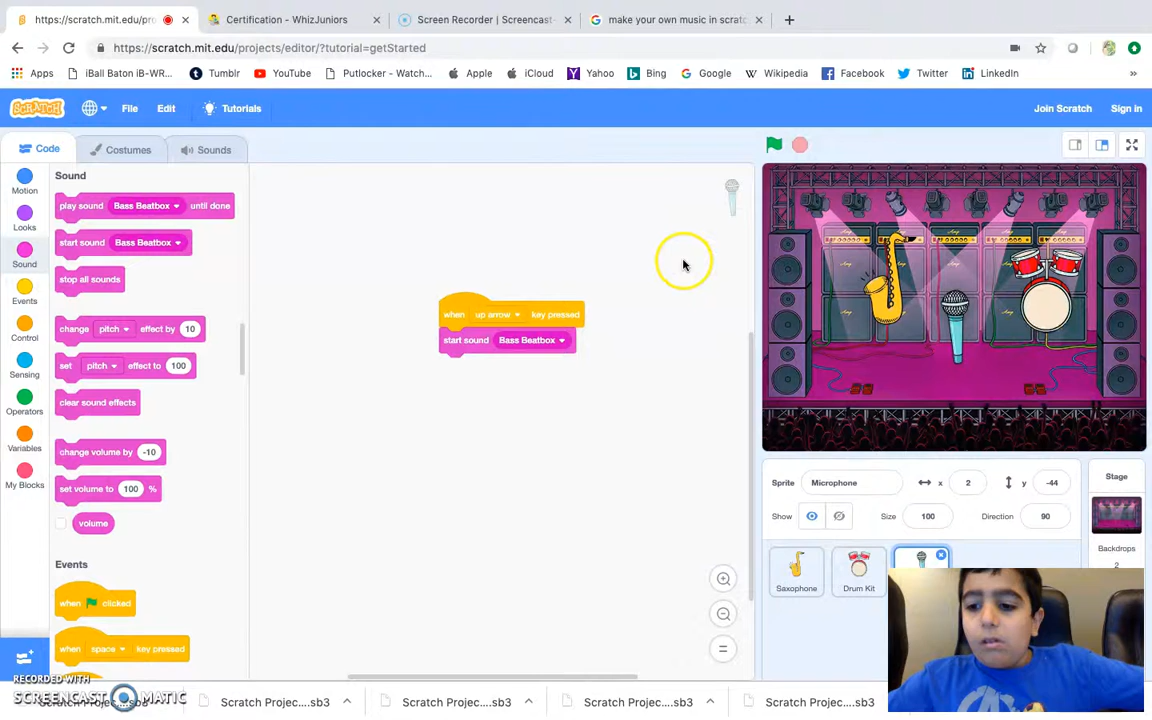 https://scratch.mit.edu/pro
Certification - WhizJuniors
Screen Recorder | Screencast-
make your own music in scratc
https://scratch.mit.edu/projects/editor/?tutorial=getStarted
Apps
iBall Baton iB-WR...
Tumblr
YouTube
Putlocker - Watch...
Apple
iCloud
Yahoo
Bing
Google
Wikipedia
Facebook
Twitter
LinkedIn
SCRATCH
File
Edit
Tutorials
Join Scratch
Sign in
Code
Costumes
Sounds
Motion
Looks
Sound
Events
Control
Sensing
Operators
Variables
My Blocks
Sound
play sound Bass Beatbox until done
start sound Bass Beatbox
stop all sounds
change pitch effect by 10
set pitch effect to 100
clear sound effects
change volume by -10
set volume to 100 %
volume
Events
when clicked
when space key pressed
when up arrow key pressed
start sound Bass Beatbox
Sprite Microphone x 2 y -44
Show Size 100 Direction 90
Saxophone
Drum Kit
Stage
Backdrops
2
RECORDED WITH
SCREENCAST MATIC
Scratch Projec....sb3
Scratch Projec....sb3
Scratch Projec....sb3
Scratch Projec....sb3